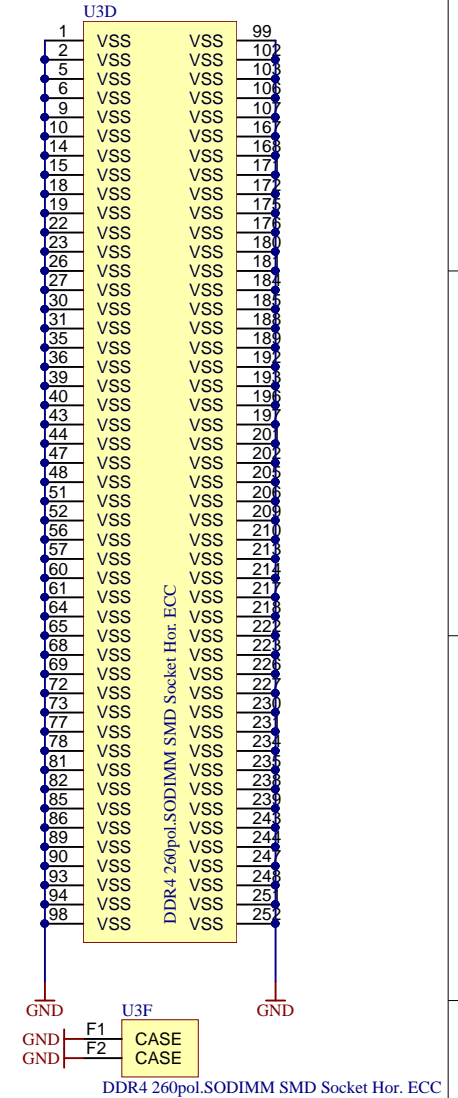 U3D
1 VSS VSS 99
2 VSS VSS 102
5 VSS VSS 103
6 VSS VSS 106
9 VSS VSS 107
10 VSS VSS 167
14 VSS VSS 168
15 VSS VSS 171
18 VSS VSS 172
19 VSS VSS 175
22 VSS VSS 176
23 VSS VSS 180
26 VSS VSS 181
27 VSS VSS 184
30 VSS VSS 185
31 VSS VSS 188
35 VSS VSS 189
36 VSS VSS 192
39 VSS VSS 193
40 VSS VSS 196
43 VSS VSS 197
44 VSS VSS 201
47 VSS VSS 202
48 VSS VSS 205
51 VSS VSS 206
52 VSS VSS 209
56 VSS VSS 210
57 VSS VSS 213
60 VSS VSS 214
61 VSS VSS 217
64 VSS VSS 218
65 VSS VSS 222
68 VSS VSS 223
69 VSS VSS 226
72 VSS VSS 227
73 VSS VSS 230
77 VSS VSS 231
78 VSS VSS 234
81 VSS VSS 235
82 VSS VSS 238
85 VSS VSS 239
86 VSS VSS 243
89 VSS VSS 244
90 VSS VSS 247
93 VSS VSS 248
94 VSS VSS 251
98 VSS VSS 252
DDR4 260pol.SODIMM SMD Socket Hor. ECC
GND GND
U3F
GND F1 CASE
GND F2 CASE
DDR4 260pol.SODIMM SMD Socket Hor. ECC